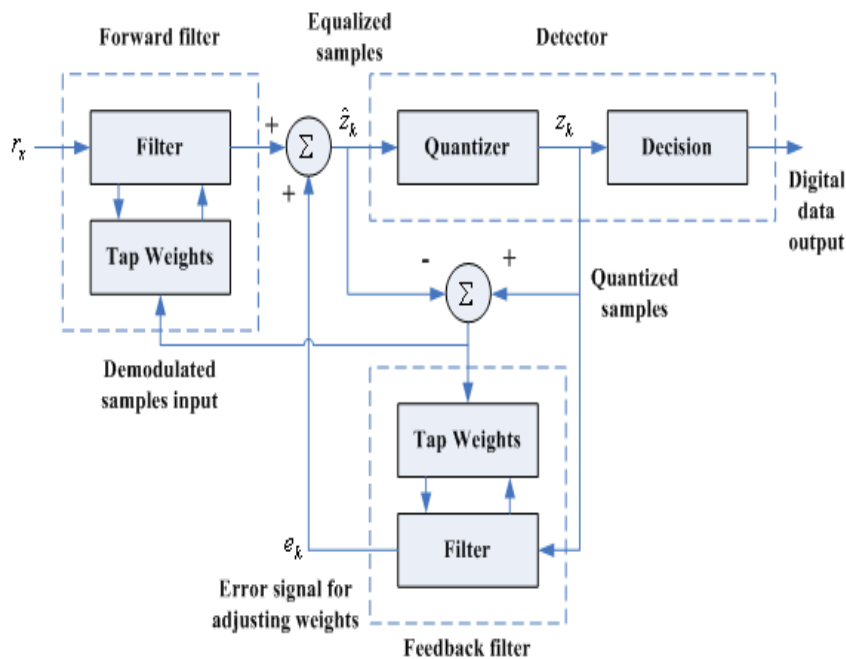 Forward filter
Equalized
samples
Detector
r_x
Filter
Tap Weights
+
Σ
+
ẑ_k
Quantizer
z_k
Decision
Digital
data
output
-
Σ
+
Quantized
samples
Demodulated
samples input
Tap Weights
Filter
e_k
Error signal for
adjusting weights
Feedback filter